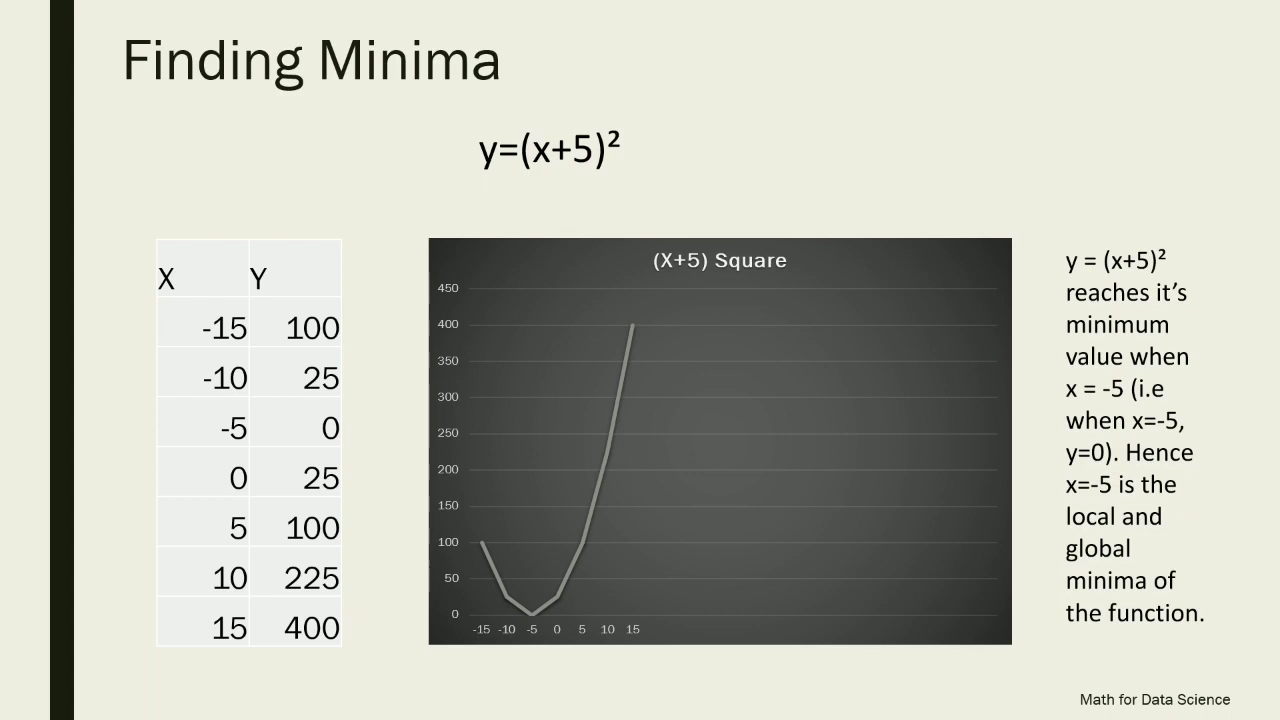 Finding Minima
y=(x+5)²
X Y
-15 100
-10 25
-5 0
0 25
5 100
10 225
15 400
(X+5) Square
450
400
350
300
250
200
150
100
50
0
-15 -10 -5 0 5 10 15
y = (x+5)²
reaches it’s
minimum
value when
x = -5 (i.e
when x=-5,
y=0). Hence
x=-5 is the
local and
global
minima of
the function.
Math for Data Science